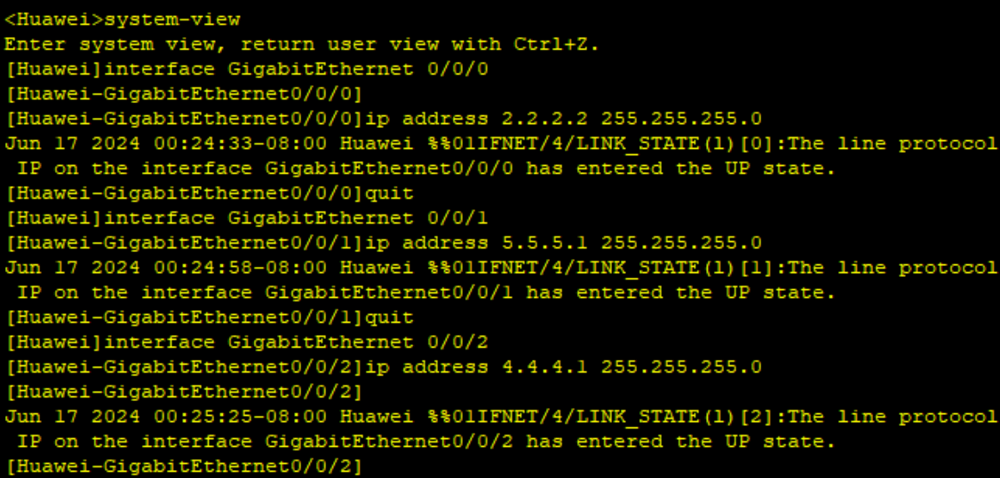 <Huawei>system-view
Enter system view, return user view with Ctrl+Z.
[Huawei]interface GigabitEthernet 0/0/0
[Huawei-GigabitEthernet0/0/0]
[Huawei-GigabitEthernet0/0/0]ip address 2.2.2.2 255.255.255.0
Jun 17 2024 00:24:33-08:00 Huawei %%01IFNET/4/LINK_STATE(l)[0]:The line protocol
 IP on the interface GigabitEthernet0/0/0 has entered the UP state.
[Huawei-GigabitEthernet0/0/0]quit
[Huawei]interface GigabitEthernet 0/0/1
[Huawei-GigabitEthernet0/0/1]ip address 5.5.5.1 255.255.255.0
Jun 17 2024 00:24:58-08:00 Huawei %%01IFNET/4/LINK_STATE(l)[1]:The line protocol
 IP on the interface GigabitEthernet0/0/1 has entered the UP state.
[Huawei-GigabitEthernet0/0/1]quit
[Huawei]interface GigabitEthernet 0/0/2
[Huawei-GigabitEthernet0/0/2]ip address 4.4.4.1 255.255.255.0
[Huawei-GigabitEthernet0/0/2]
Jun 17 2024 00:25:25-08:00 Huawei %%01IFNET/4/LINK_STATE(l)[2]:The line protocol
 IP on the interface GigabitEthernet0/0/2 has entered the UP state.
[Huawei-GigabitEthernet0/0/2]